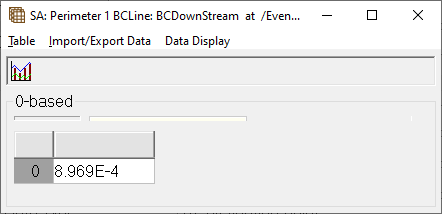 SA: Perimeter 1 BCLine: BCDownStream at /Even...
Table Import/Export Data Data Display
0-based
0 8.969E-4